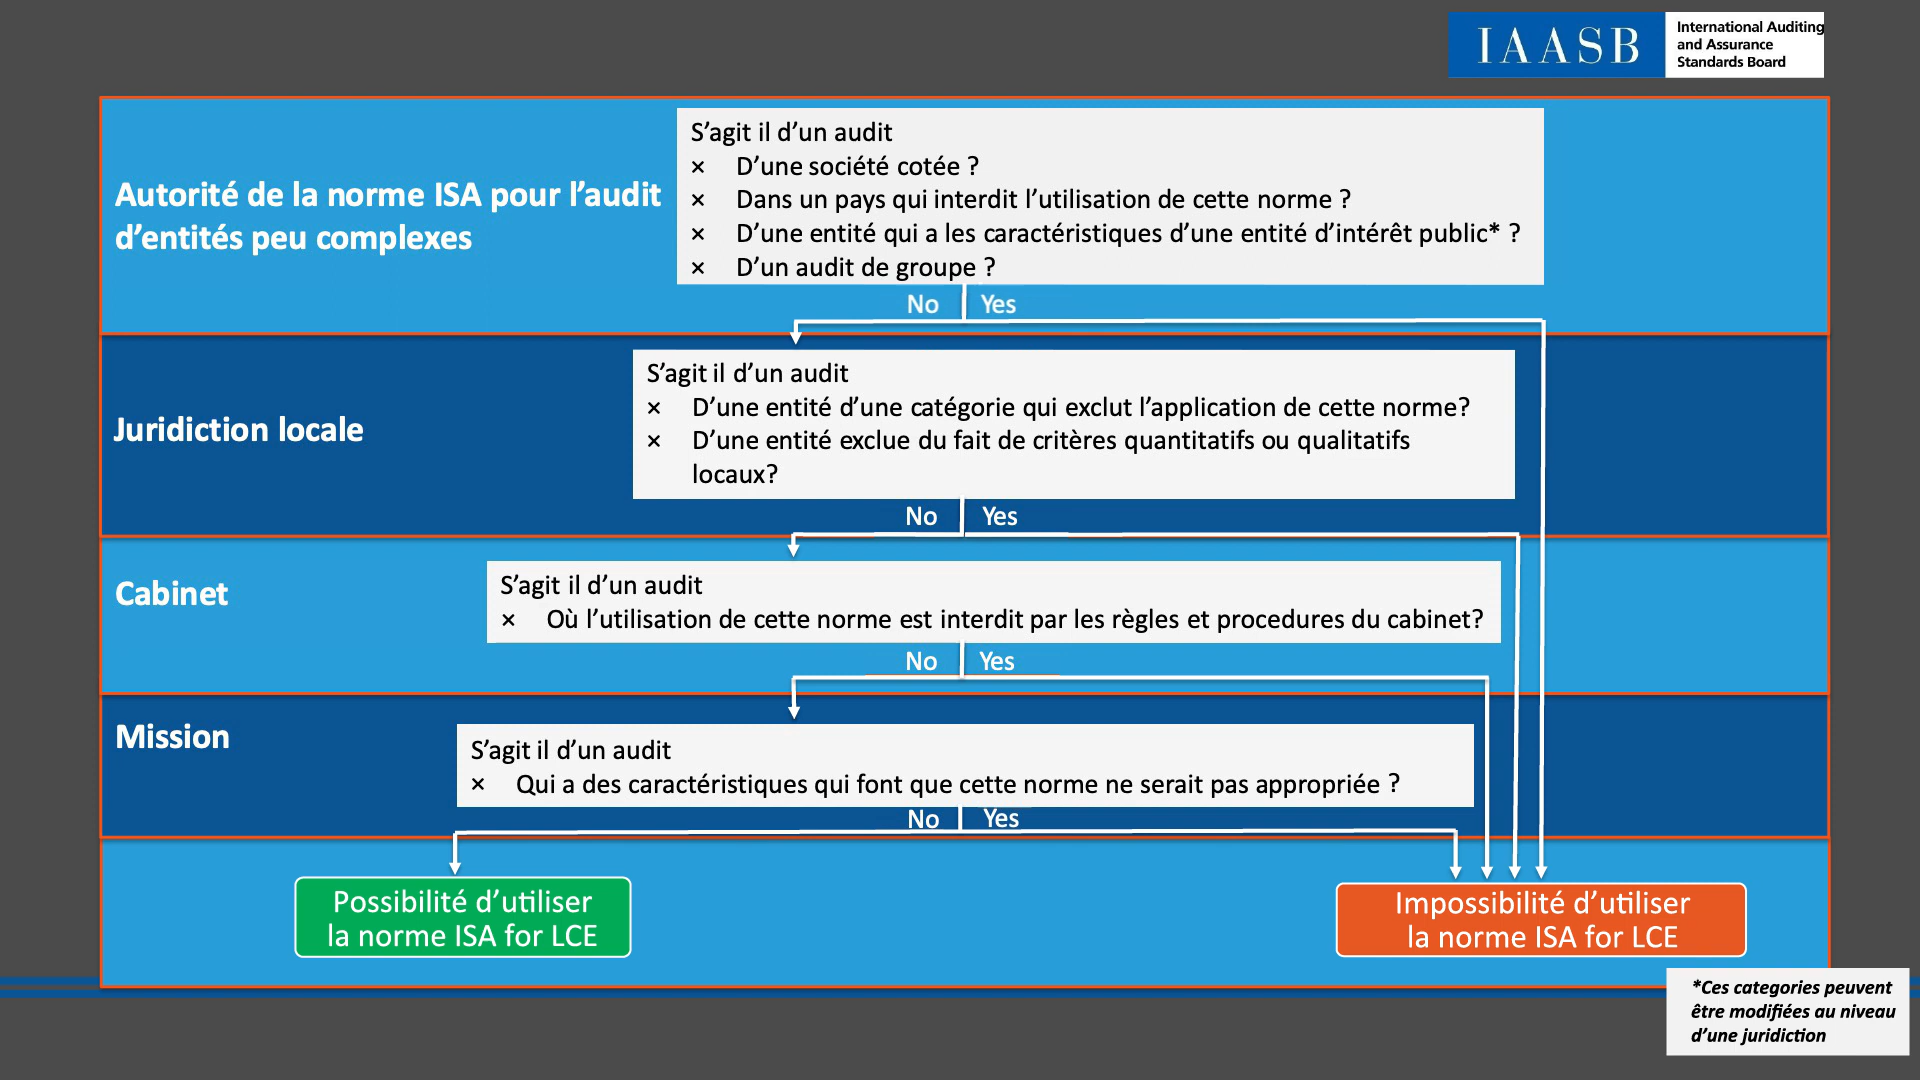 IAASB
International Auditing
and Assurance
Standards Board
Autorité de la norme ISA pour l’audit
d’entités peu complexes
S’agit il d’un audit
× D’une société cotée ?
× Dans un pays qui interdit l’utilisation de cette norme ?
× D’une entité qui a les caractéristiques d’une entité d’intérêt public* ?
× D’un audit de groupe ?
No Yes
Juridiction locale
S’agit il d’un audit
× D’une entité d’une catégorie qui exclut l’application de cette norme?
× D’une entité exclue du fait de critères quantitatifs ou qualitatifs
locaux?
No Yes
Cabinet
S’agit il d’un audit
× Où l’utilisation de cette norme est interdit par les règles et procedures du cabinet?
No Yes
Mission
S’agit il d’un audit
× Qui a des caractéristiques qui font que cette norme ne serait pas appropriée ?
No Yes
Possibilité d’utiliser
la norme ISA for LCE
Impossibilité d’utiliser
la norme ISA for LCE
*Ces categories peuvent
être modifiées au niveau
d’une juridiction